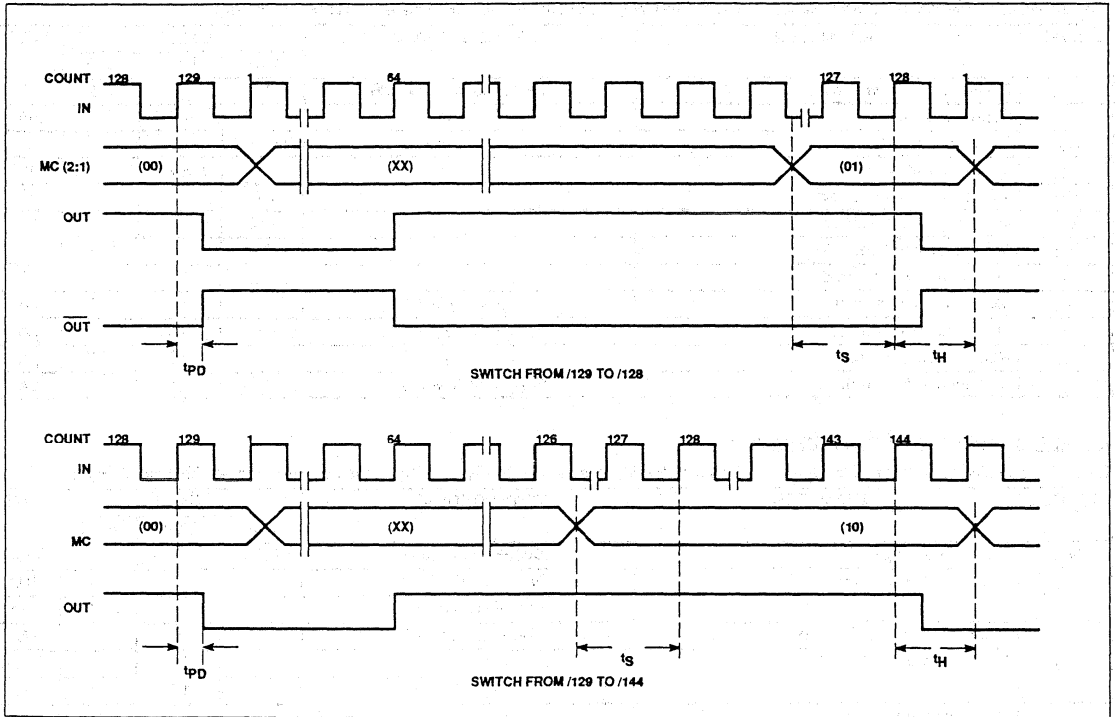 COUNT 128 129 1 64 127 128 1
IN
MC (2:1) (00) (XX) (01)
OUT
OUT
tPD tS tH
SWITCH FROM /129 TO /128
COUNT 128 129 1 64 126 127 128 143 144 1
IN
(00) (XX) (10)
MC
OUT
tPD tS tH
SWITCH FROM /129 TO /144